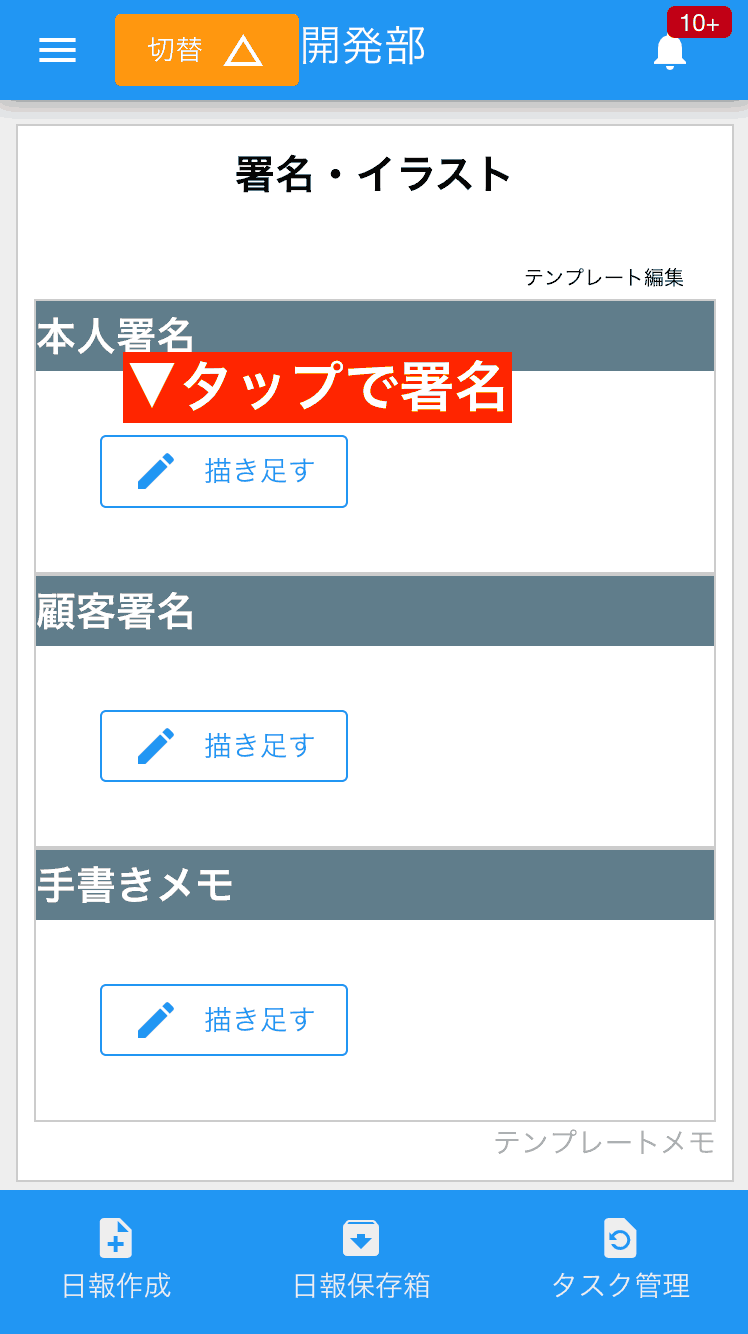 切替 開発部 10+
署名・イラスト
テンプレート編集
本人署名
▼タップで署名
描き足す
顧客署名
描き足す
手書きメモ
描き足す
テンプレートメモ
日報作成 日報保存箱 タスク管理